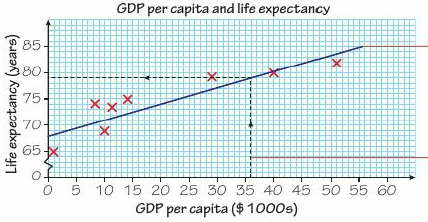 GDP per capita and life expectancy
Life expectancy (years)
85
80
75
70
65
0
0 5 10 15 20 25 30 35 40 45 50 55 60
GDP per capita ($ 1000s)